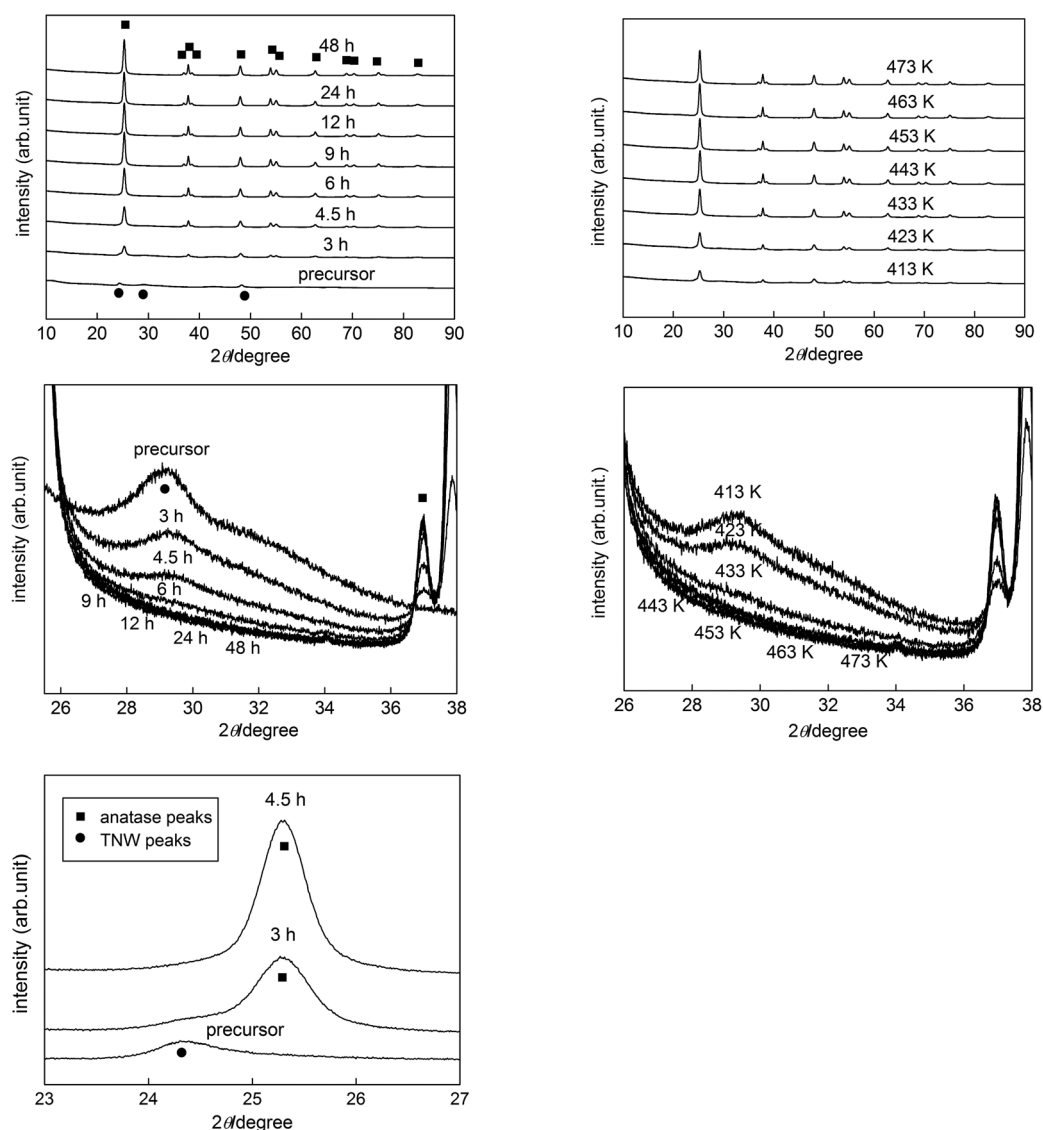 48 h
24 h
12 h
9 h
6 h
4.5 h
3 h
precursor
intensity (arb.unit)
10 20 30 40 50 60 70 80 90
2θ/degree
473 K
463 K
453 K
443 K
433 K
423 K
413 K
intensity (arb.unit.)
10 20 30 40 50 60 70 80 90
2θ/degree
precursor
3 h
4.5 h
6 h
9 h
12 h
24 h
48 h
intensity (arb.unit)
26 28 30 32 34 36 38
2θ/degree
413 K
423 K
433 K
443 K
453 K
463 K
473 K
intensity (arb.unit.)
26 28 30 32 34 36 38
2θ/degree
anatase peaks
TNW peaks
4.5 h
3 h
precursor
intensity (arb.unit)
23 24 25 26 27
2θ/degree